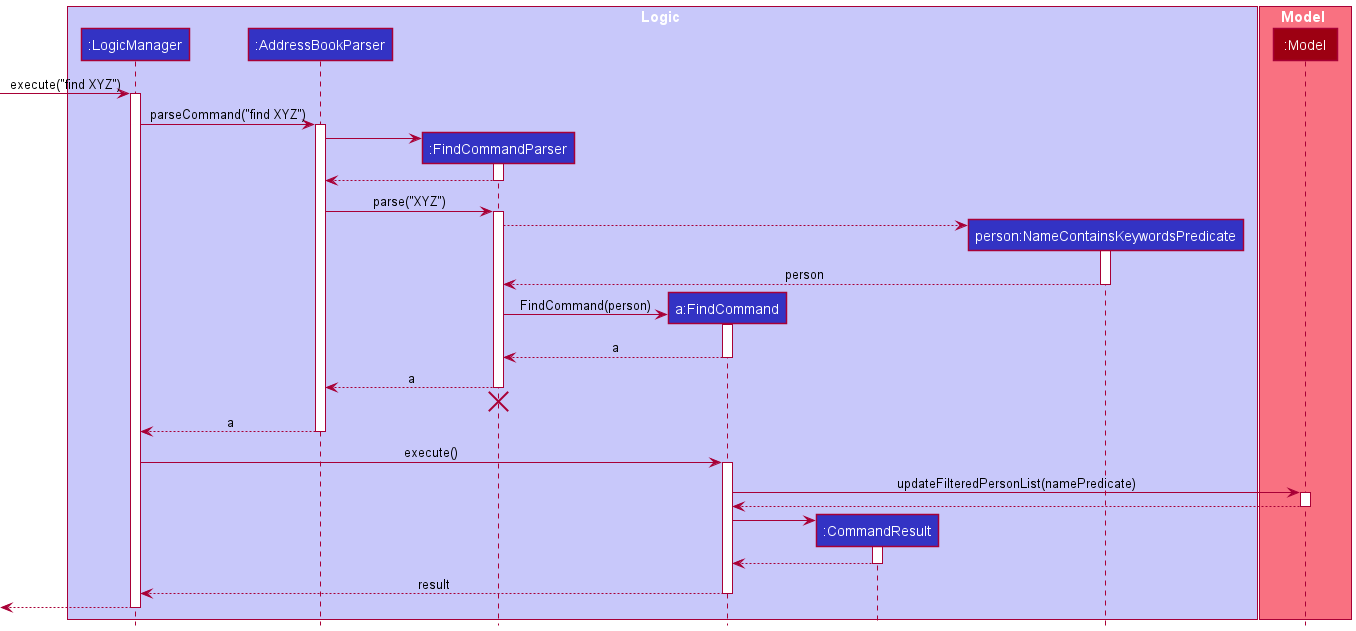 Logic
Model
:LogicManager
:AddressBookParser
:Model
execute("find XYZ")
parseCommand("find XYZ")
:FindCommandParser
parse("XYZ")
person:NameContainsKeywordsPredicate
person
FindCommand(person)
a:FindCommand
a
a
a
execute()
updateFilteredPersonList(namePredicate)
:CommandResult
result